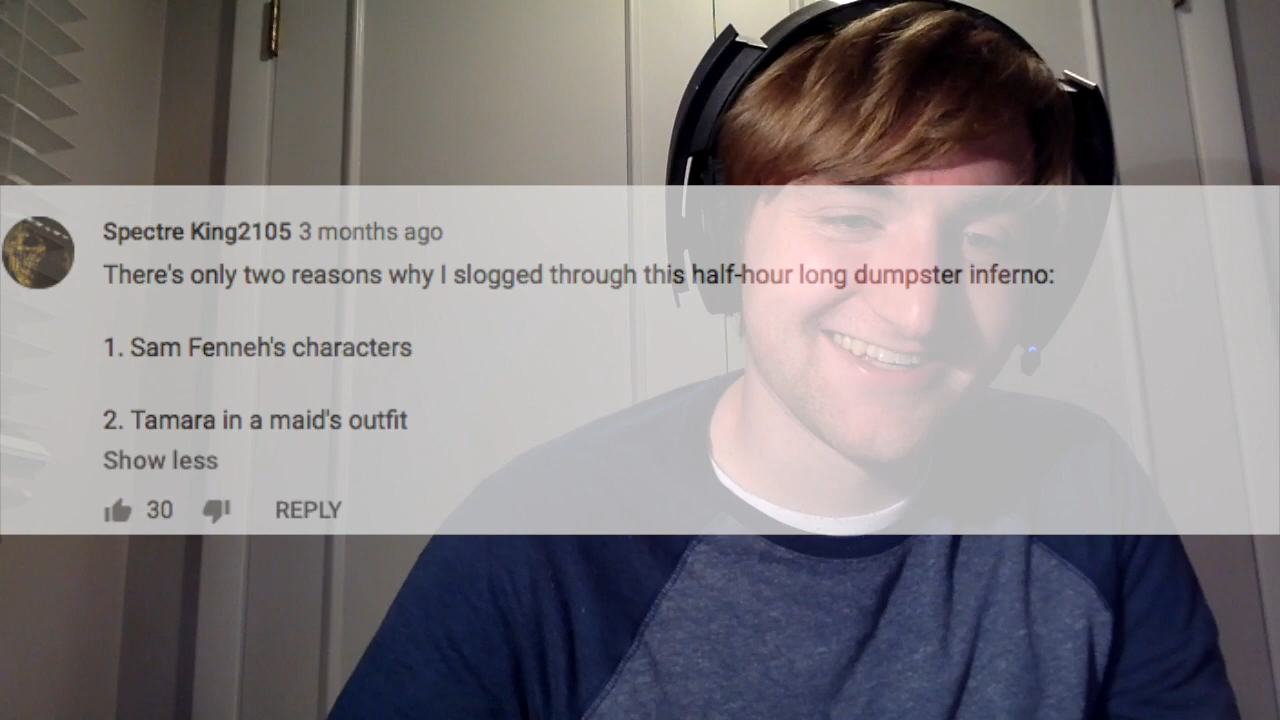 Spectre King2105 3 months ago
There's only two reasons why I slogged through this half-hour long dumpster inferno:
1. Sam Fenneh's characters
2. Tamara in a maid's outfit
Show less
30 REPLY